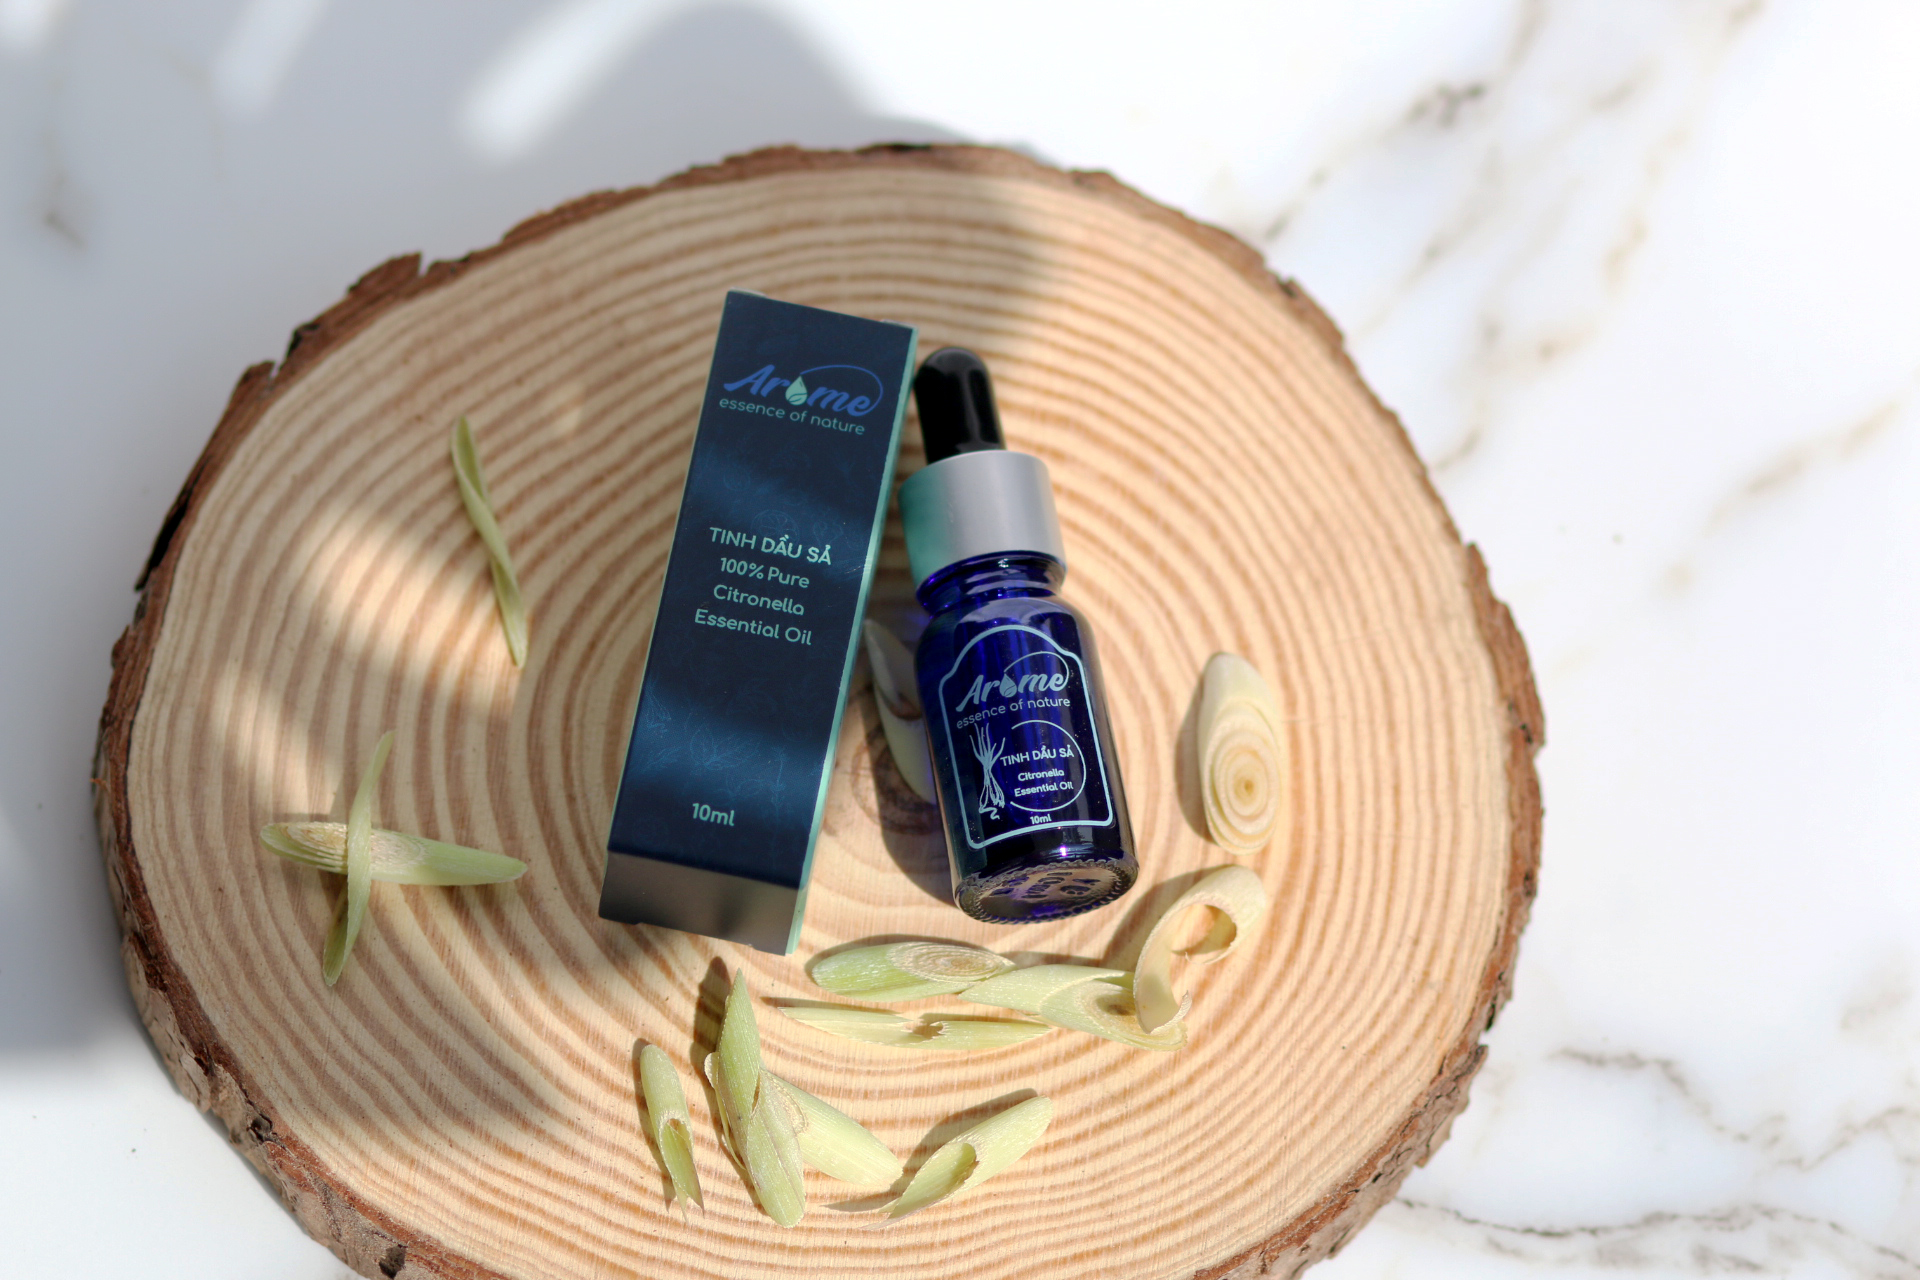 Arome
essence of nature
TINH DẦU SẢ
100% Pure
Citronella
Essential Oil
10ml
Arome
essence of nature
TINH DẦU SẢ
Citronella
Essential Oil
10ml